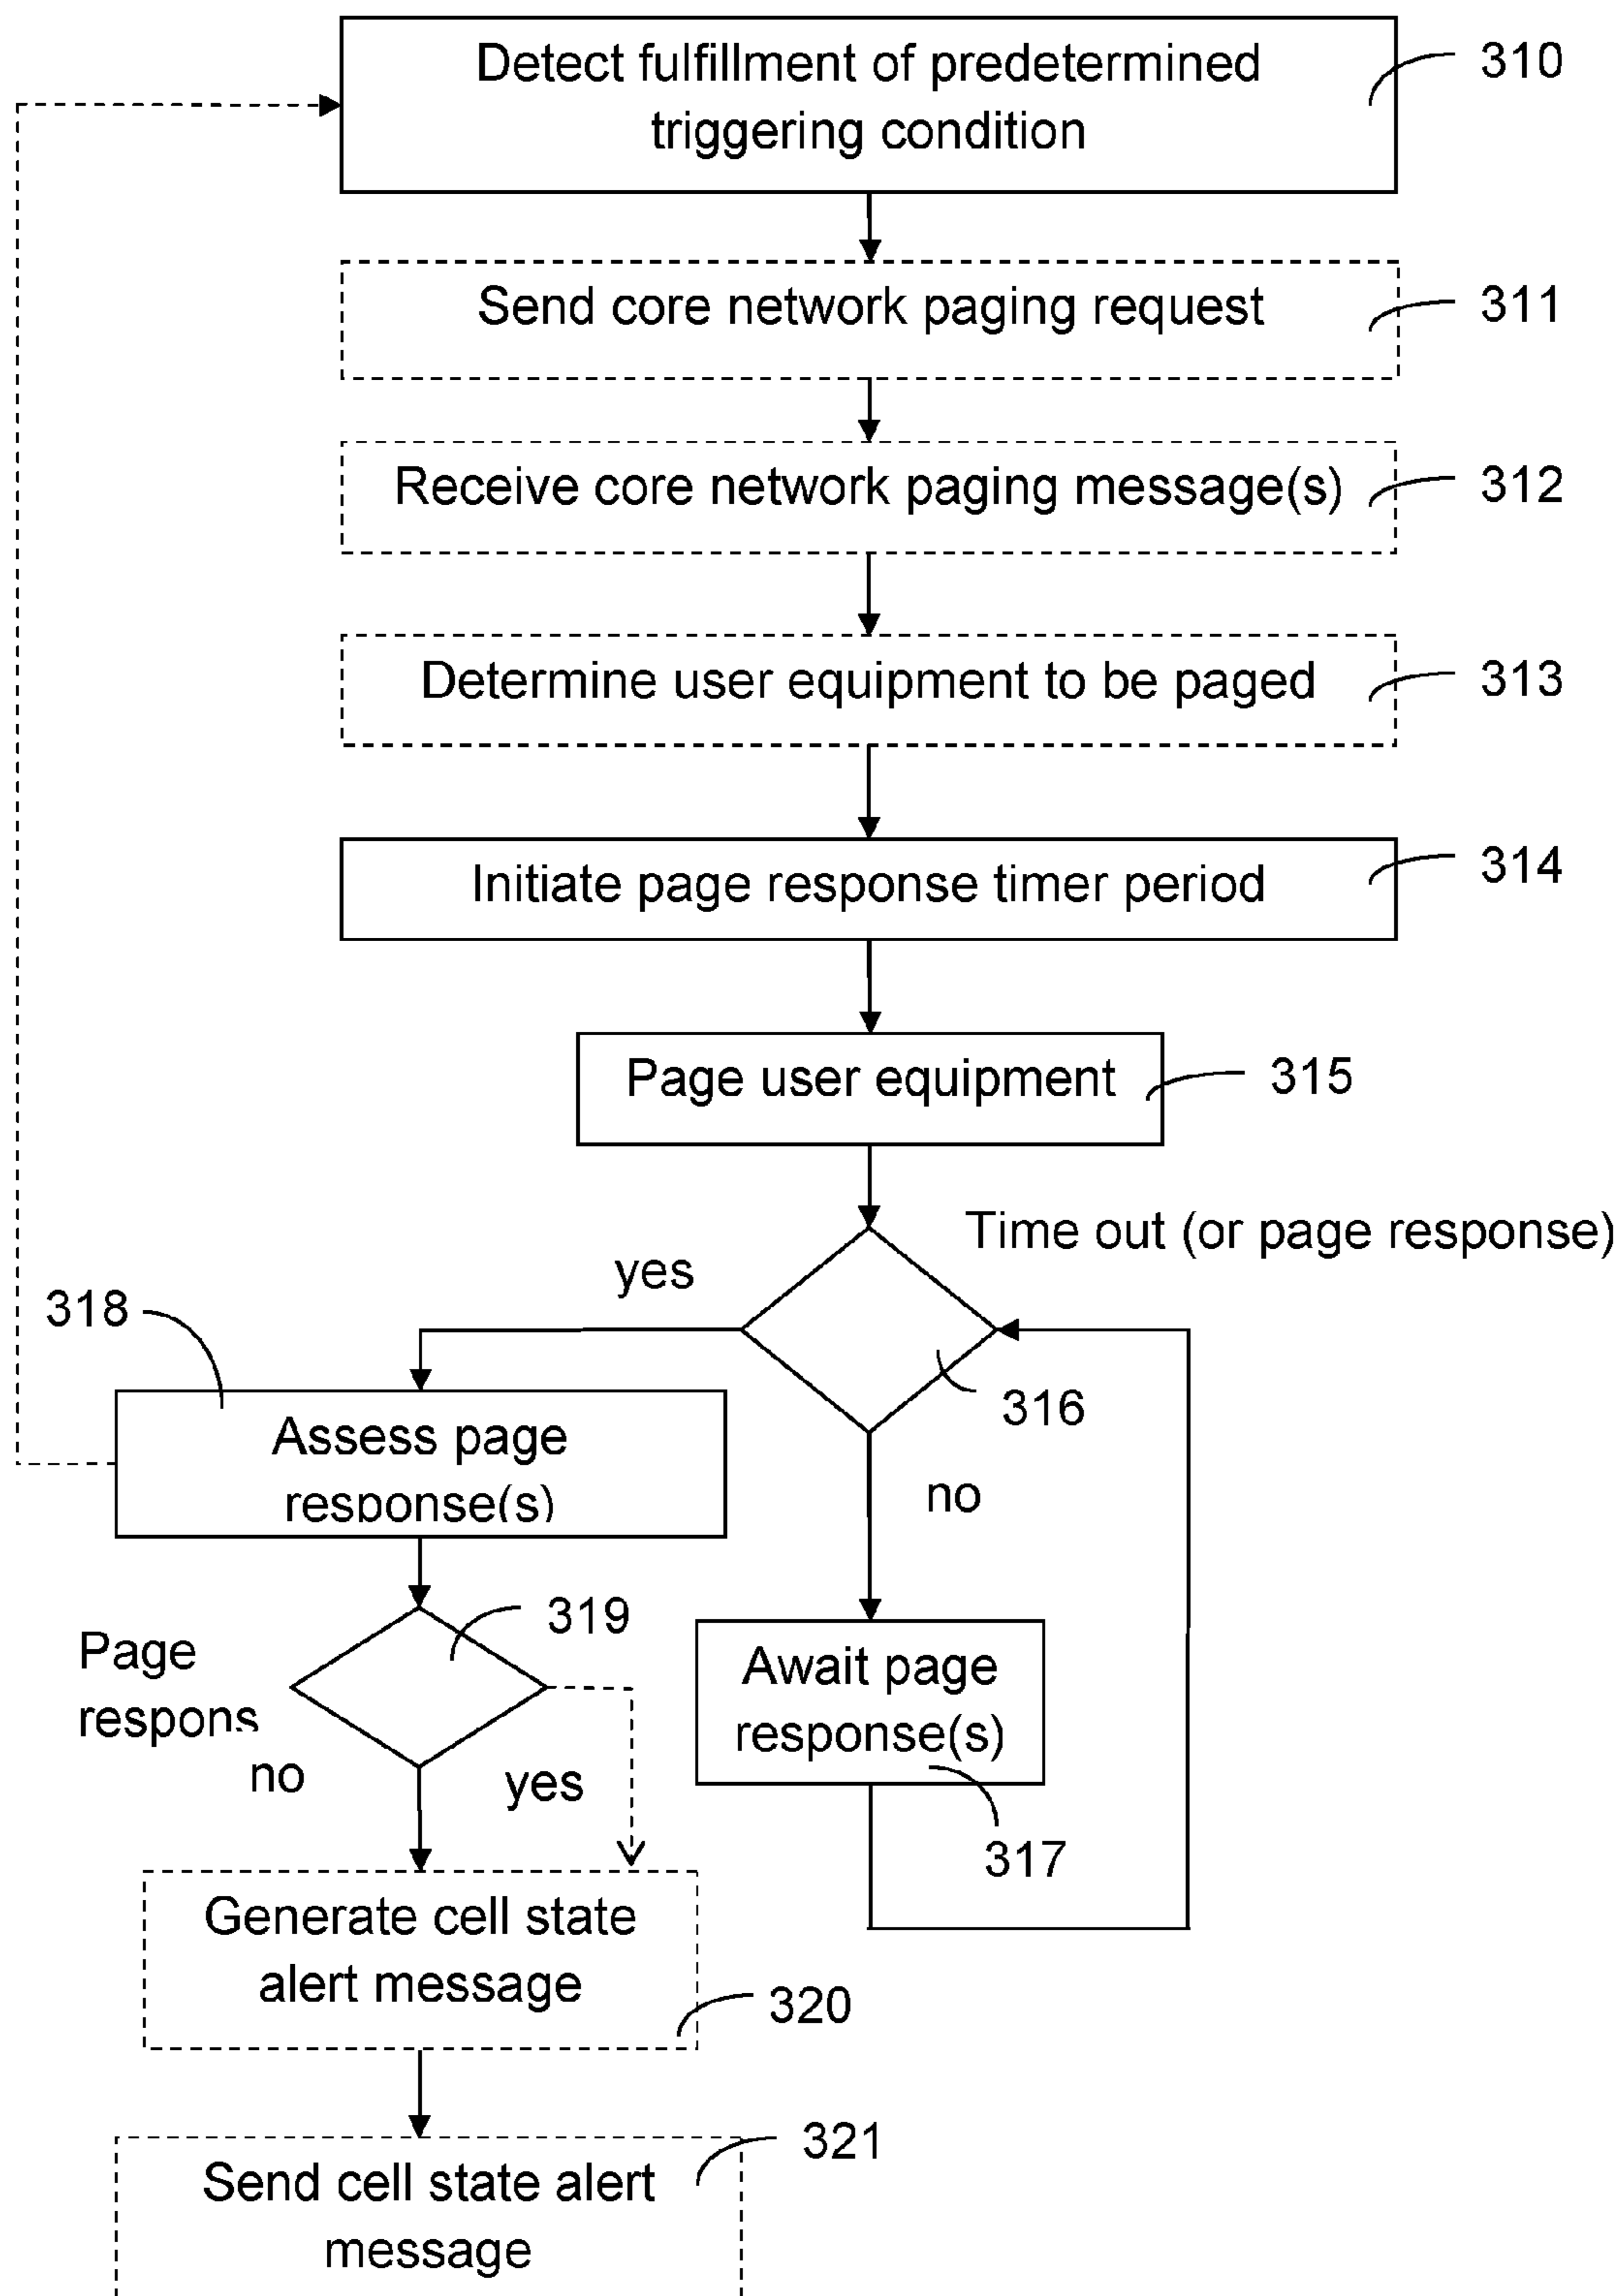 Detect fulfillment of predetermined
triggering condition
310
Send core network paging request
311
Receive core network paging message(s)
312
Determine user equipment to be paged
313
Initiate page response timer period
314
Page user equipment
315
Time out (or page response)
yes
318
316
Assess page
response(s)
no
319
Page
respons
Await page
response(s)
no
yes
317
Generate cell state
alert message
320
321
Send cell state alert
message